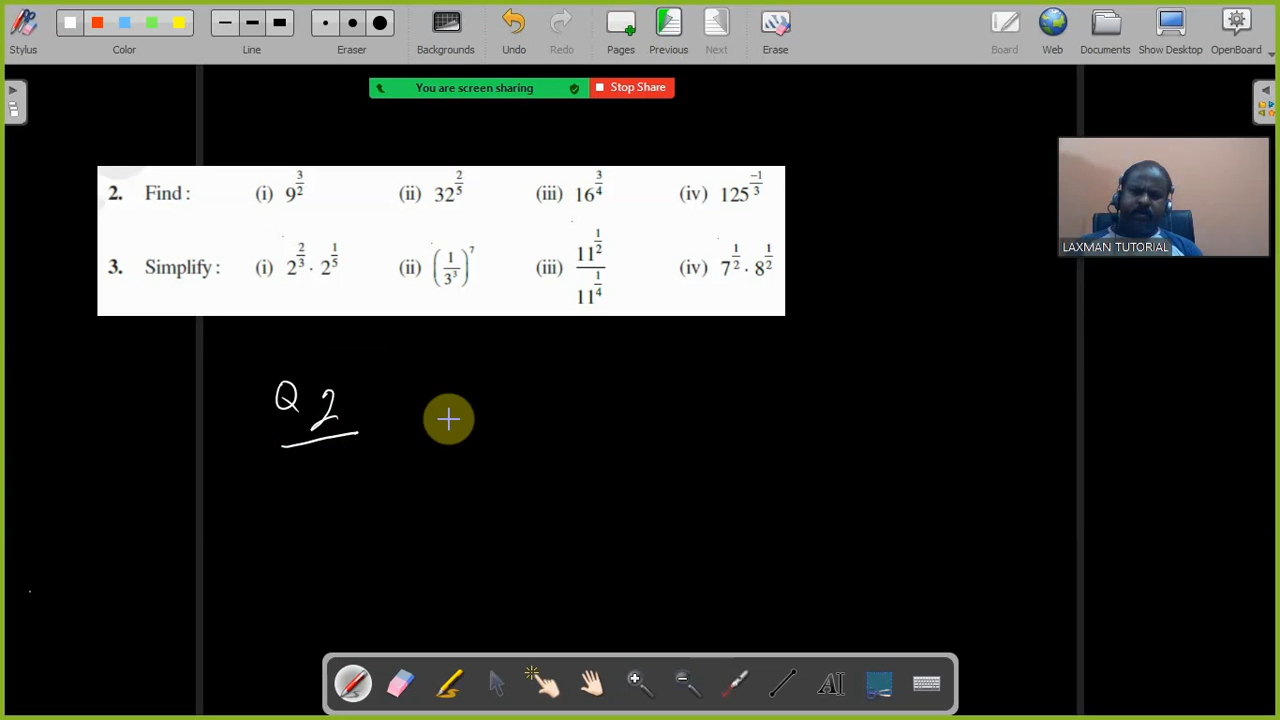 Stylus Color Line Eraser Backgrounds Undo Redo Pages Previous Next Erase Board Web Documents Show Desktop OpenBoard
You are screen sharing Stop Share
LAXMAN TUTORIAL
2. Find : (i) 9^{3/2} (ii) 32^{2/5} (iii) 16^{3/4} (iv) 125^{-1/3}
3. Simplify : (i) 2^{2/3} · 2^{1/5} (ii) (1/3^3)^7 (iii) 11^{1/2}/11^{1/4} (iv) 7^{1/2} · 8^{1/2}
Q 2
AI